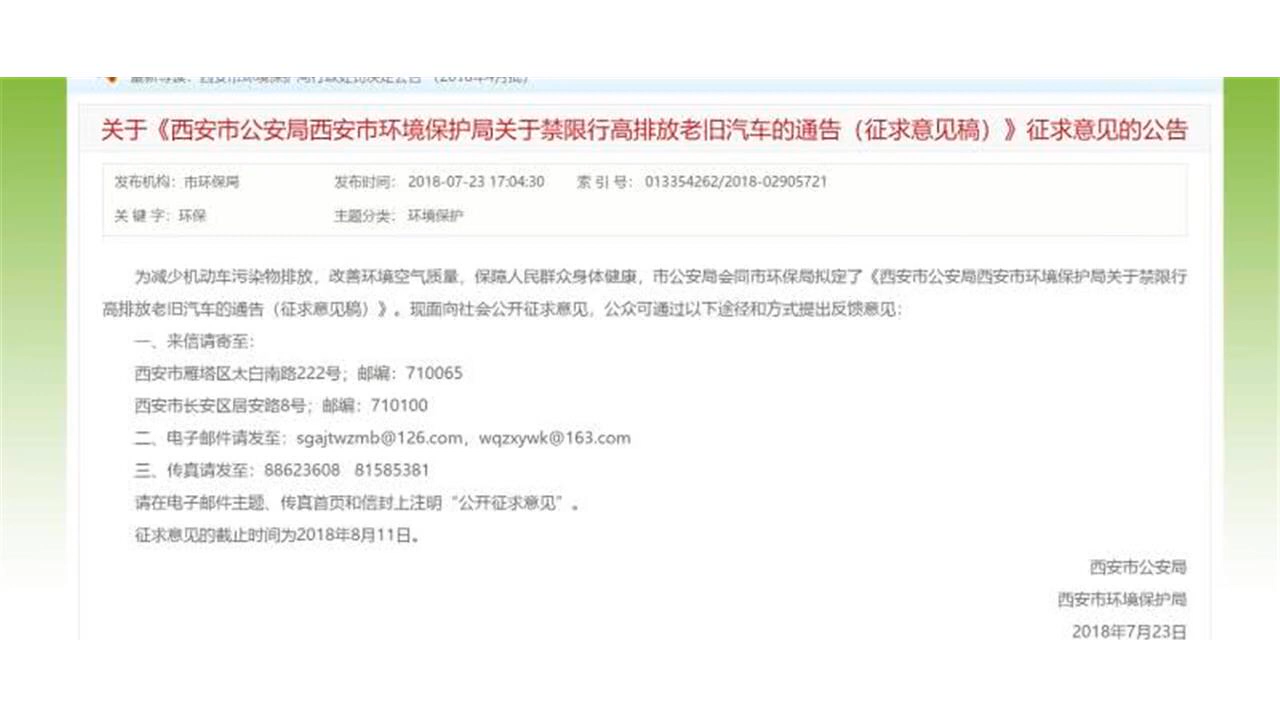 关于《西安市公安局西安市环境保护局关于禁限行高排放老旧汽车的通告（征求意见稿）》征求意见的公告
发布机构：市环保局 发布时间： 2018-07-23 17:04:30 索 引 号： 013354262/2018-02905721
关 键 字：环保 主题分类： 环境保护
为减少机动车污染物排放，改善环境空气质量，保障人民群众身体健康，市公安局会同市环保局拟定了《西安市公安局西安市环境保护局关于禁限行
高排放老旧汽车的通告（征求意见稿）》。现面向社会公开征求意见，公众可通过以下途径和方式提出反馈意见：
一、来信请寄至：
西安市雁塔区太白南路222号；邮编：710065
西安市长安区居安路8号；邮编：710100
二、电子邮件请发至：sgajtwzmb@126.com，wqzxywk@163.com
三、传真请发至：88623608 81585381
请在电子邮件主题、传真首页和信封上注明“公开征求意见”。
征求意见的截止时间为2018年8月11日。
西安市公安局
西安市环境保护局
2018年7月23日